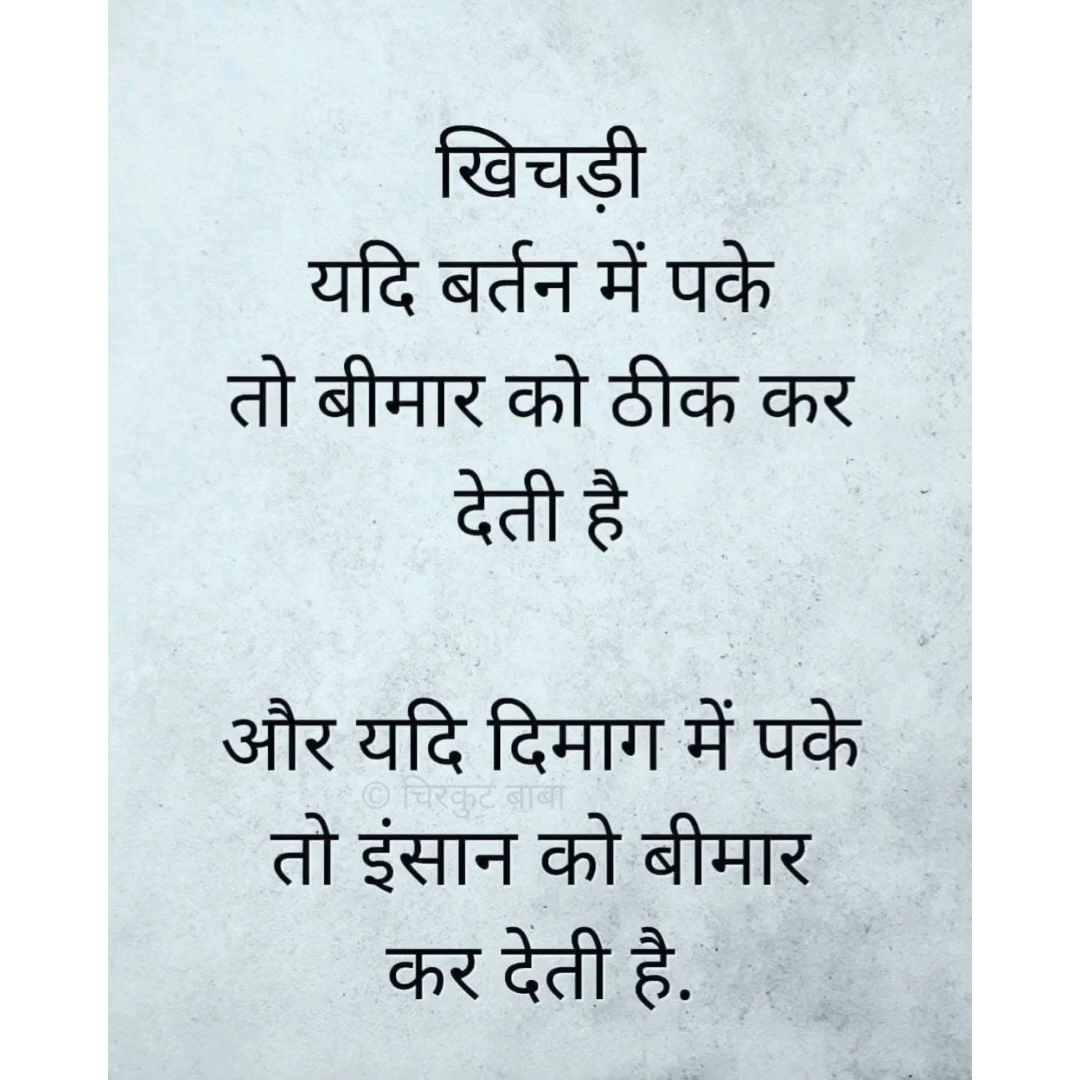 खिचड़ी
यदि बर्तन में पके
तो बीमार को ठीक कर
देती है
और यदि दिमाग में पके
© चिरकुट बाबा
तो इंसान को बीमार
कर देती है.